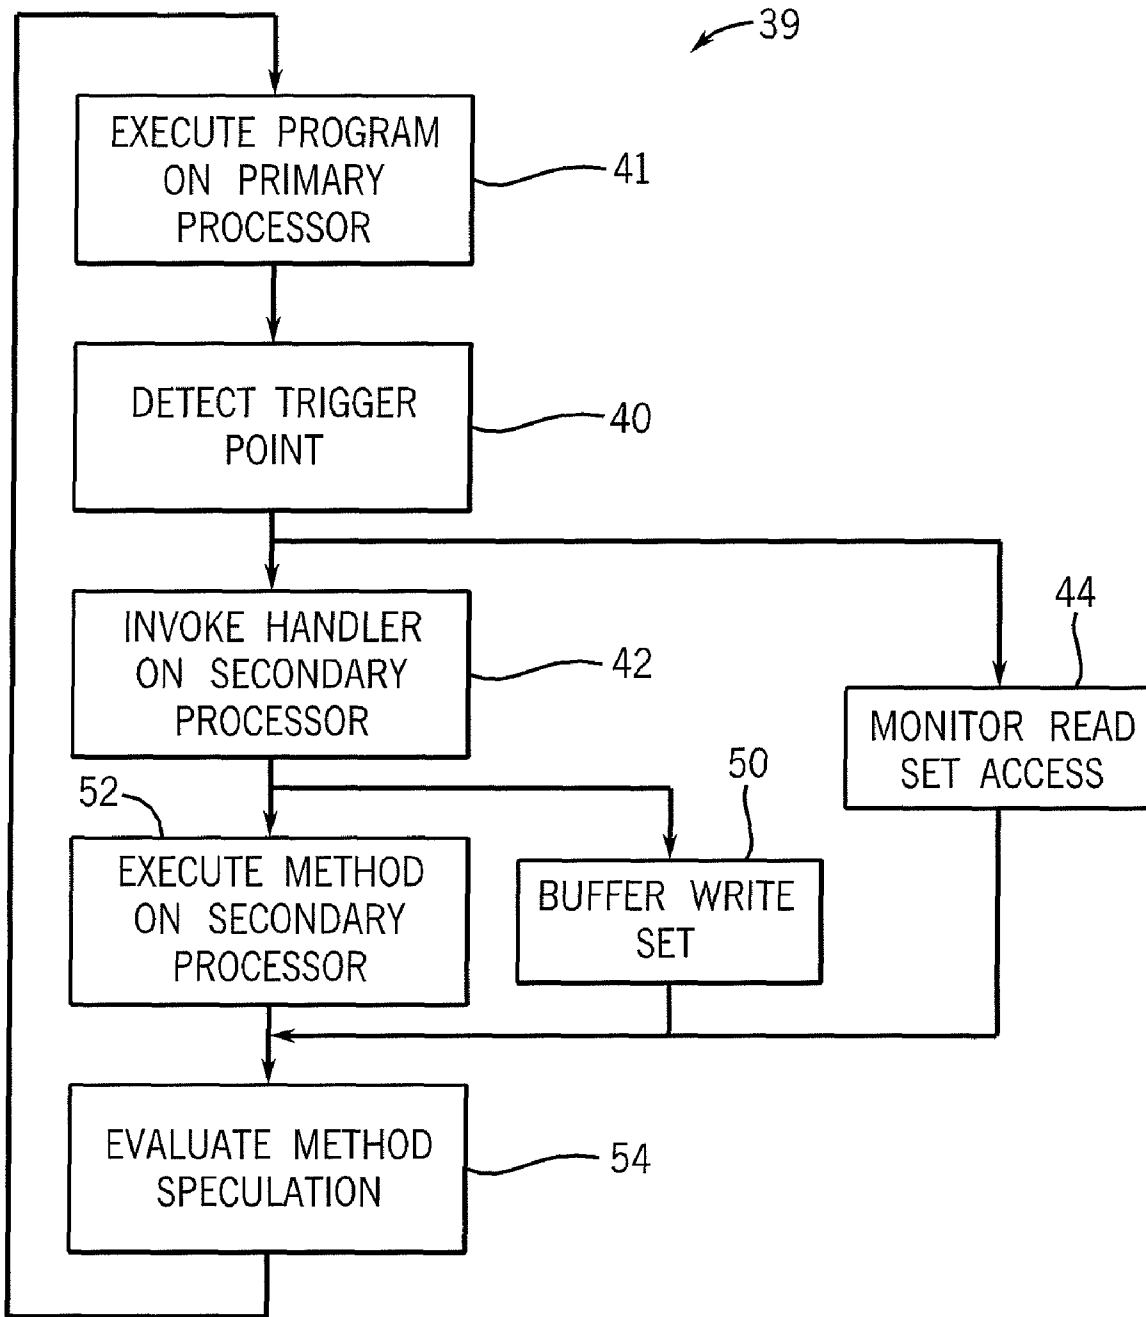 39
EXECUTE PROGRAM
ON PRIMARY
PROCESSOR
41
DETECT TRIGGER
POINT
40
INVOKE HANDLER
ON SECONDARY
PROCESSOR
42
44
MONITOR READ
SET ACCESS
52
EXECUTE METHOD
ON SECONDARY
PROCESSOR
50
BUFFER WRITE
SET
EVALUATE METHOD
SPECULATION
54